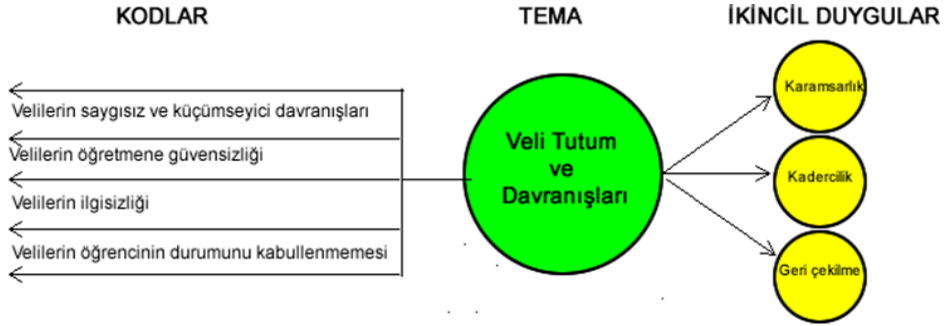 KODLAR
TEMA
İKİNCİL DUYGULAR
Velilerin saygısız ve küçümseyici davranışları
Velilerin öğretmene güvensizliği
Velilerin ilgisizliği
Velilerin öğrencinin durumunu kabullenmemesi
Veli Tutum
ve
Davranışları
Karamsarlık
Kadercilik
Geri çekilme